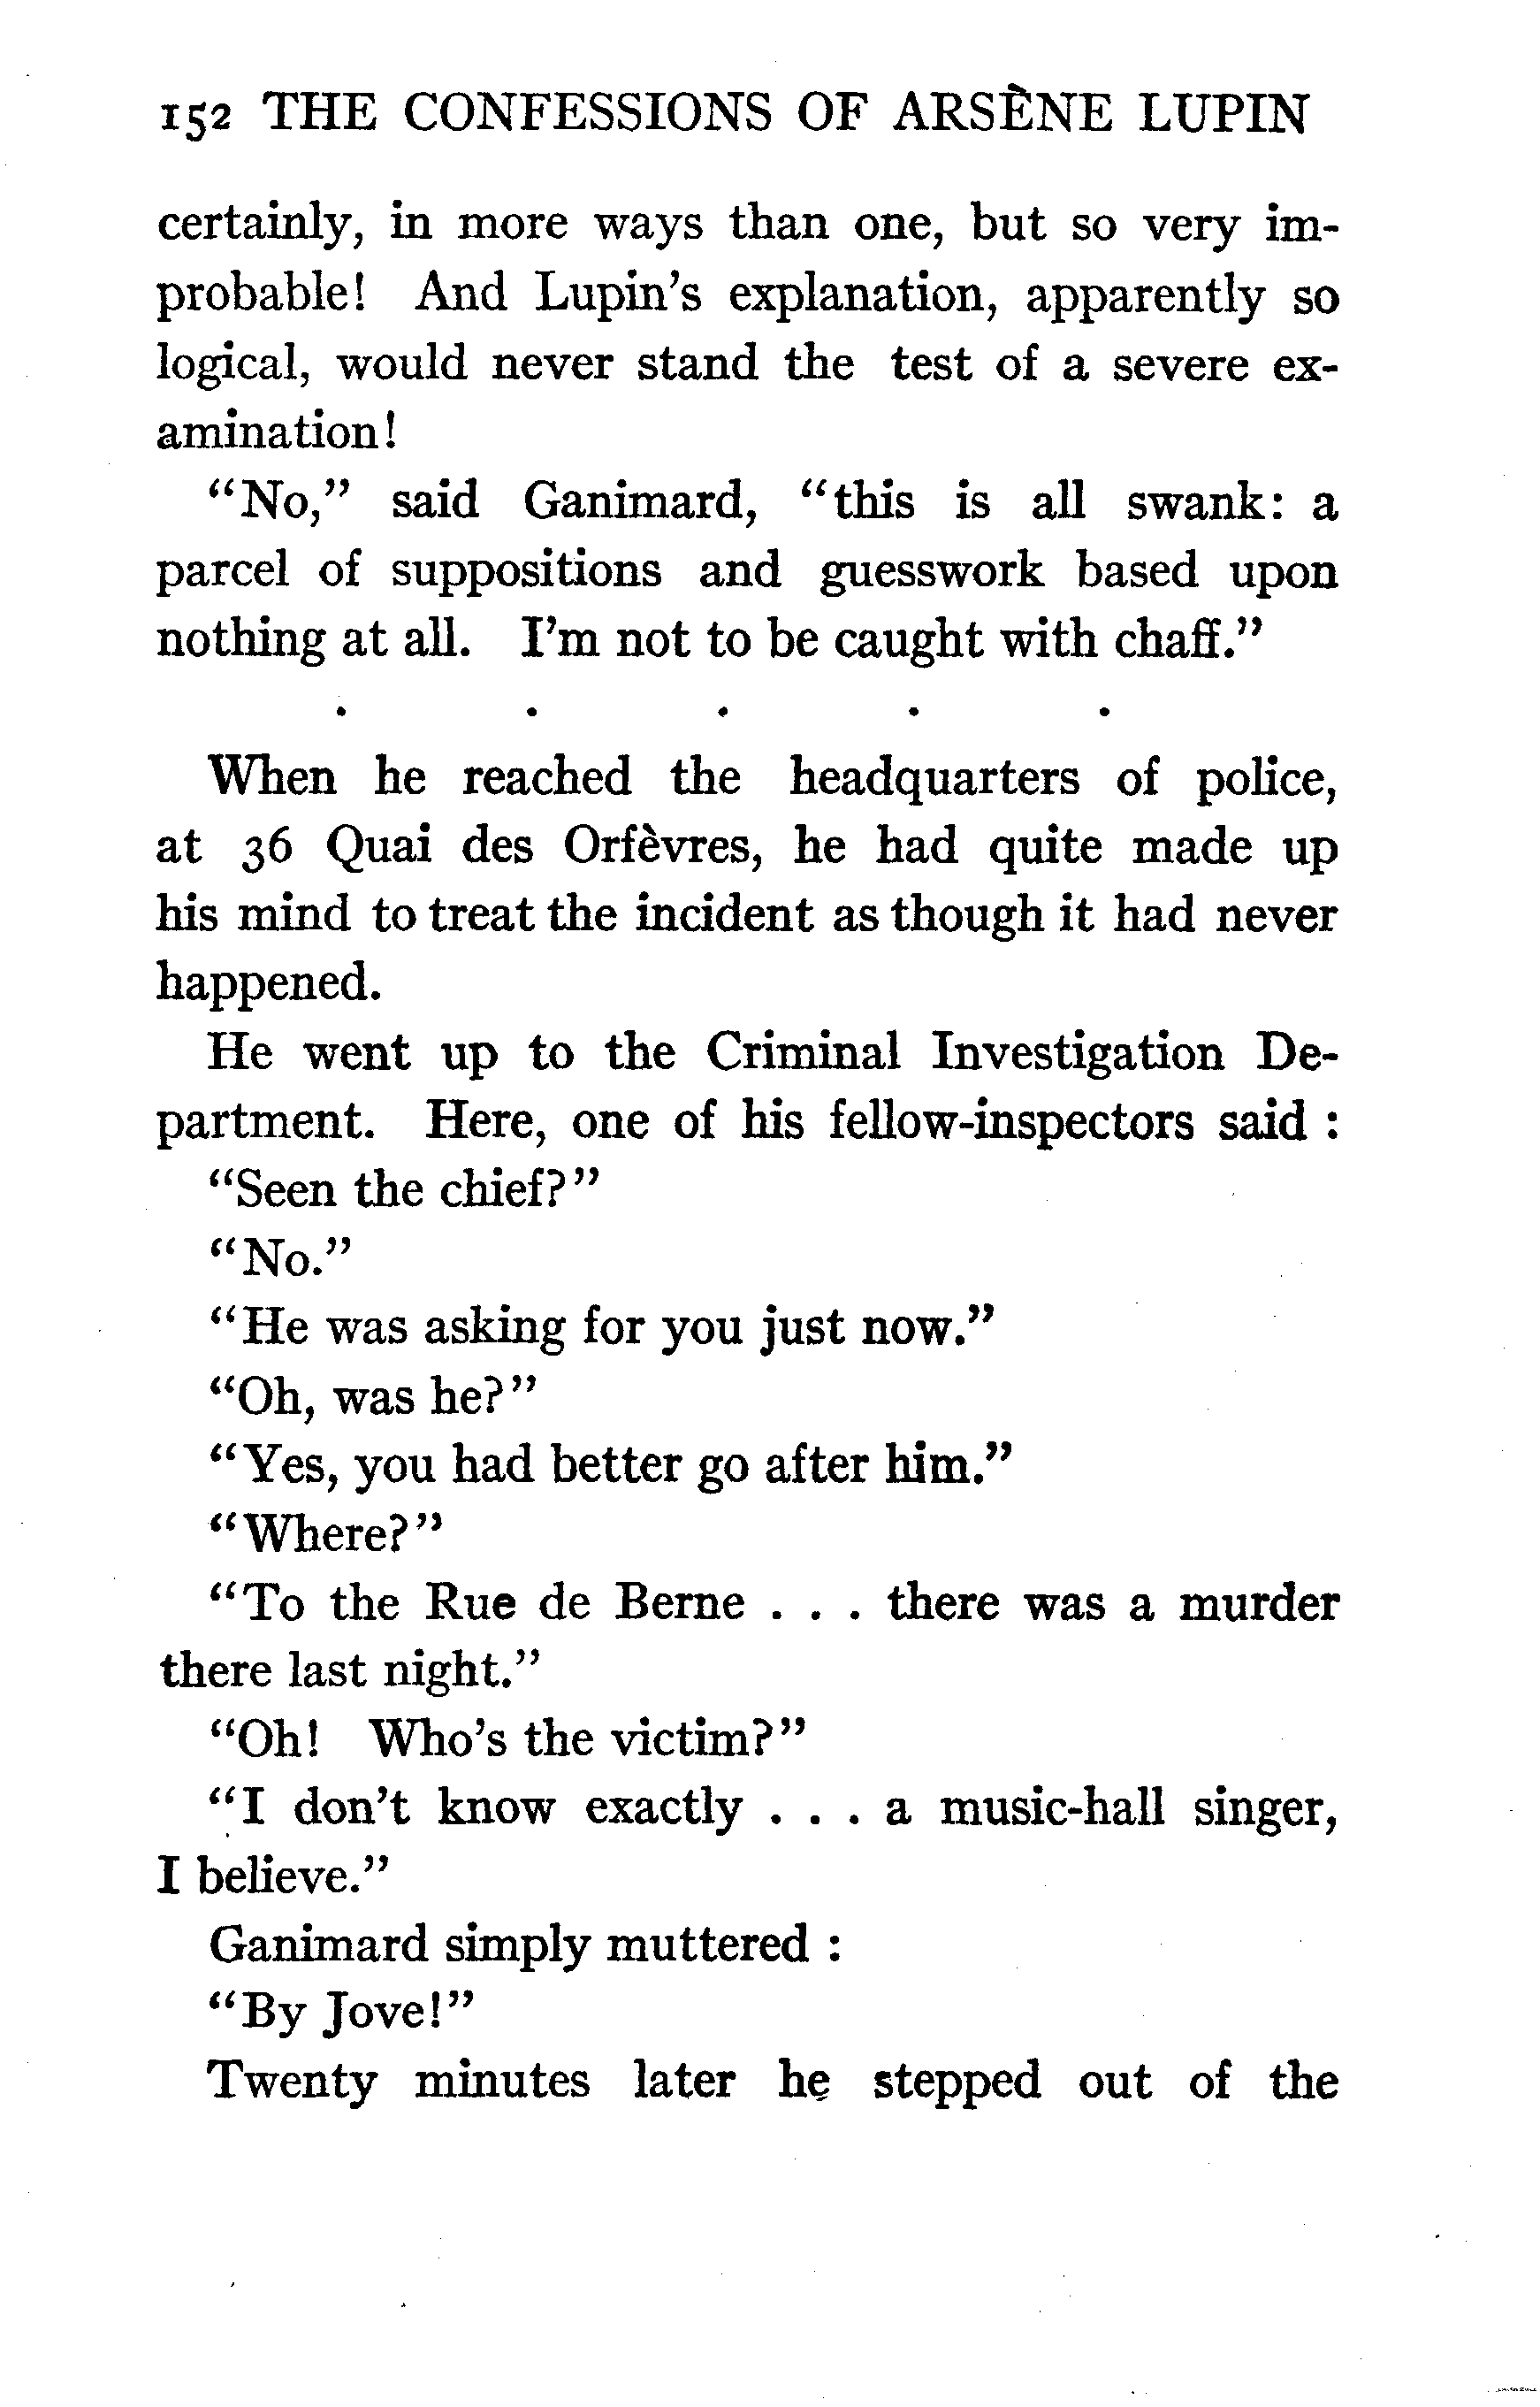 152 THE CONFESSIONS OF ARSÈNE LUPIN
certainly, in more ways than one, but so very im-
probable! And Lupin's explanation, apparently so
logical, would never stand the test of a severe ex-
amination!
"No," said Ganimard, "this is all swank: a
parcel of suppositions and guesswork based upon
nothing at all. I'm not to be caught with chaff."
. . . . .
When he reached the headquarters of police,
at 36 Quai des Orfèvres, he had quite made up
his mind to treat the incident as though it had never
happened.
He went up to the Criminal Investigation De-
partment. Here, one of his fellow-inspectors said :
"Seen the chief?"
"No."
"He was asking for you just now."
"Oh, was he?"
"Yes, you had better go after him."
"Where?"
"To the Rue de Berne . . . there was a murder
there last night."
"Oh! Who's the victim?"
"I don't know exactly . . . a music-hall singer,
I believe."
Ganimard simply muttered :
"By Jove!"
Twenty minutes later he stepped out of the